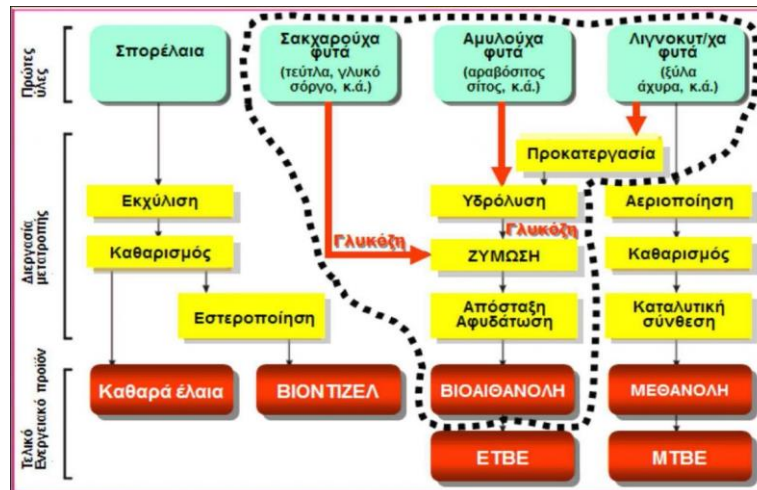 Πρώτες
ύλες
Σπορέλαια
Σακχαρούχα
φυτά
(τεύτλα, γλυκό
σόργο, κ.ά.)
Αμυλούχα
φυτά
(αραβόσιτος
σίτος, κ.ά.)
Λιγνοκυτ/χα
φυτά
(ξύλα
άχυρα, κ.ά.)
Διεργασία
μετατροπής
Προκατεργασία
Εκχύλιση
Υδρόλυση
Αεριοποίηση
Γλυκόζη
Γλυκόζη
Καθαρισμός
ΖΥΜΩΣΗ
Καθαρισμός
Εστεροποίηση
Απόσταξη
Αφυδάτωση
Καταλυτική
σύνθεση
Τελικό
Ενεργειακό προϊόν
Καθαρά έλαια
ΒΙΟΝΤΙΖΕΛ
ΒΙΟΑΙΘΑΝΟΛΗ
ΜΕΘΑΝΟΛΗ
ΕΤΒΕ
ΜΤΒΕ